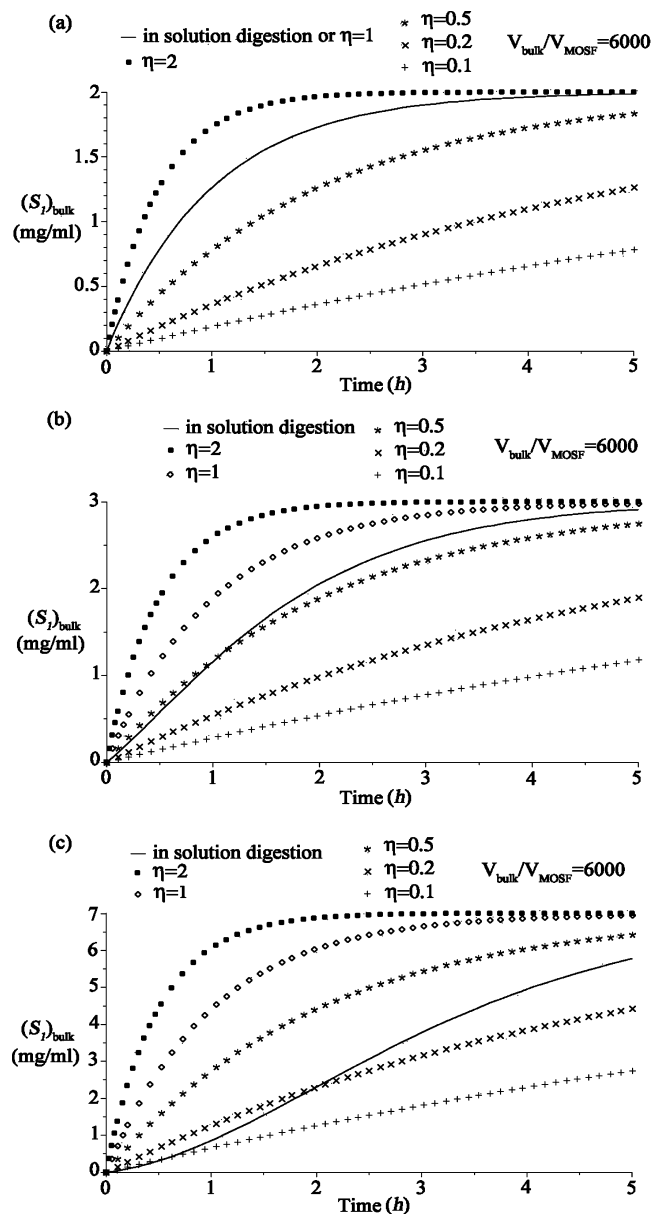 (a)
— in solution digestion or η=1
■ η=2
* η=0.5
× η=0.2
+ η=0.1
V_bulk/V_MOSF=6000
2
1.5
1
0.5
0
(S_1)_bulk
(mg/ml)
0 1 2 3 4 5
Time (h)
(b)
— in solution digestion
■ η=2
◇ η=1
* η=0.5
× η=0.2
+ η=0.1
V_bulk/V_MOSF=6000
3
2
1
0
(S_1)_bulk
(mg/ml)
0 1 2 3 4 5
Time (h)
(c)
— in solution digestion
■ η=2
◇ η=1
* η=0.5
× η=0.2
+ η=0.1
V_bulk/V_MOSF=6000
7
6
5
4
3
2
1
0
(S_1)_bulk
(mg/ml)
0 1 2 3 4 5
Time (h)